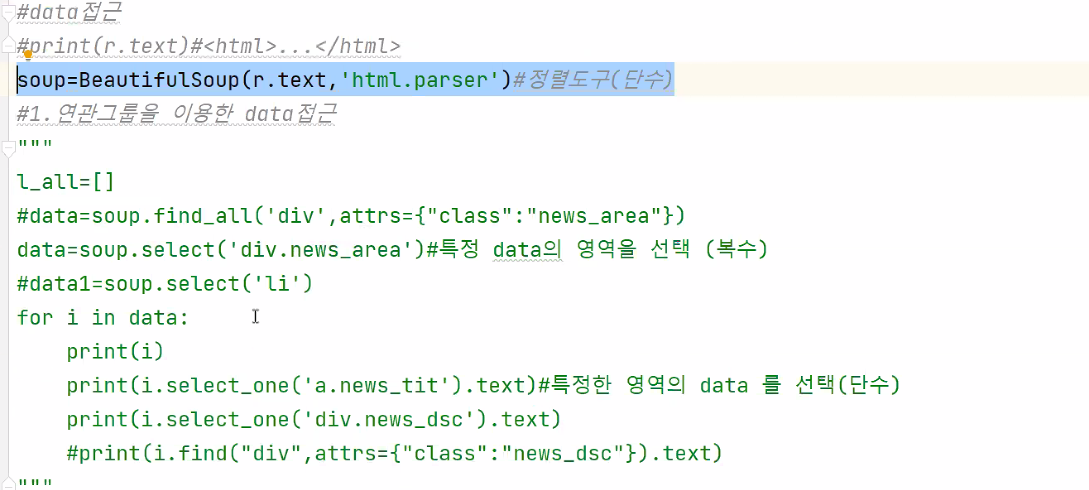 #data접근
#print(r.text)#<html>...</html>
soup=BeautifulSoup(r.text,'html.parser')#정렬도구(단수)
#1.연관그룹을 이용한 data접근
"""
l_all=[]
#data=soup.find_all('div',attrs={"class":"news_area"})
data=soup.select('div.news_area')#특정 data의 영역을 선택 (복수)
#data1=soup.select('li')
for i in data:
    print(i)
    print(i.select_one('a.news_tit').text)#특정한 영역의 data 를 선택(단수)
    print(i.select_one('div.news_dsc').text)
    #print(i.find("div",attrs={"class":"news_dsc"}).text)
"""